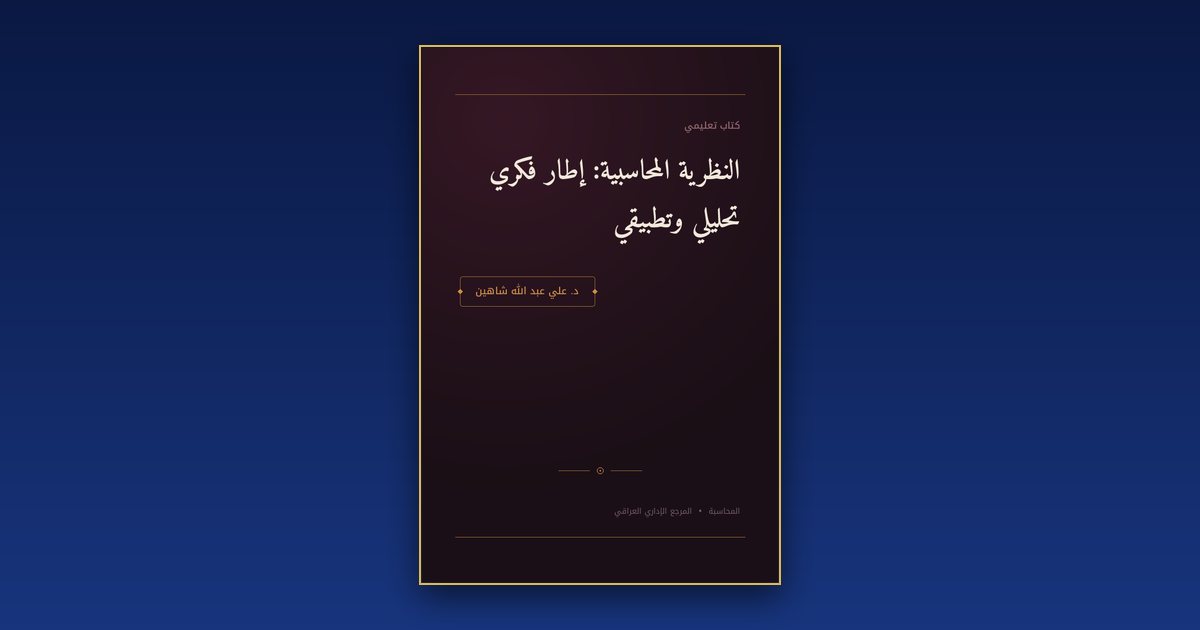 كتاب تعليمي
النظرية المحاسبية: إطار فكري
تحليلي وتطبيقي
د. علي عبد الله شاهين
المحاسبة • المرجع الإداري العراقي